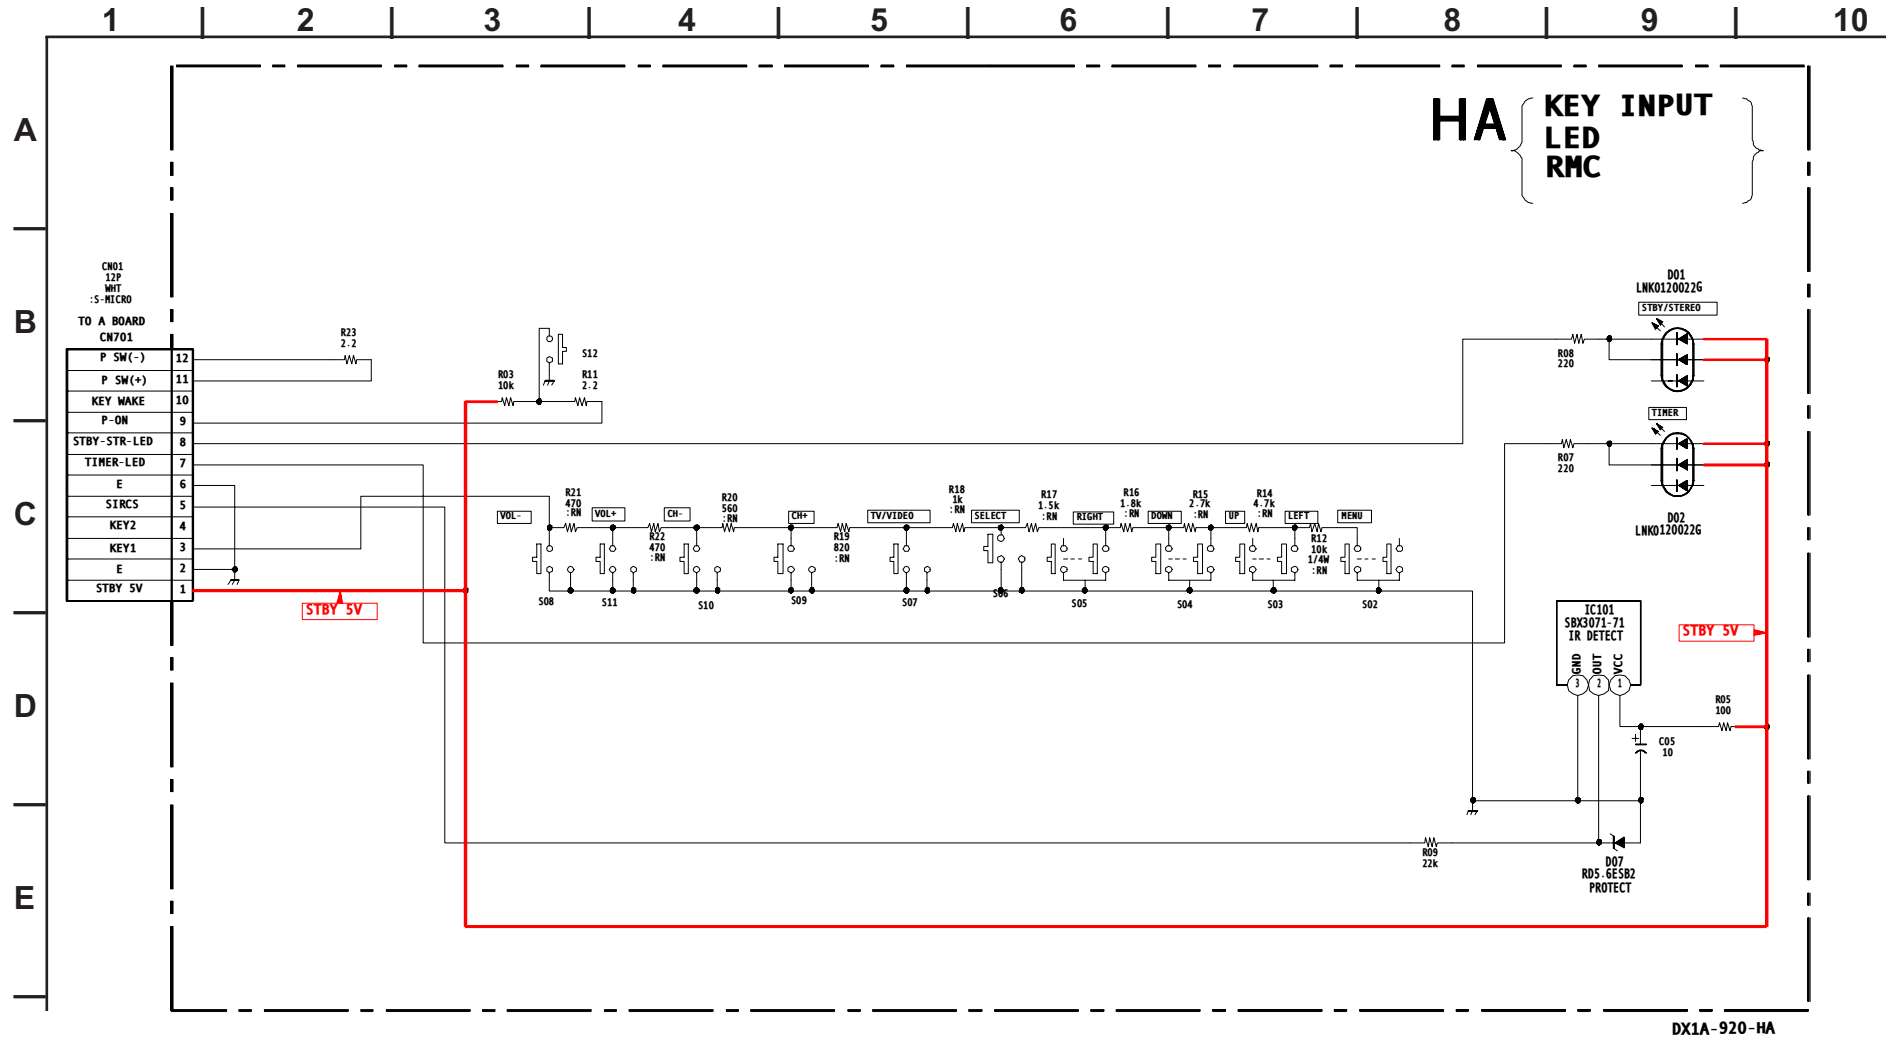 1 2 3 4 5 6 7 8 9 10
A
B
C
D
E
HA
KEY INPUT
LED
RMC
CN01
12P
WHT
:S-MICRO
TO A BOARD
CN701
P SW(-) 12
P SW(+) 11
KEY WAKE 10
P-ON 9
STBY-STR-LED 8
TIMER-LED 7
E 6
SIRCS 5
KEY2 4
KEY1 3
E 2
STBY 5V 1
STBY 5V
R23
2.2
R03
10k
S12
R11
2.2
D01
LNK0120022G
STBY/STEREO
R08
220
TIMER
R07
220
D02
LNK0120022G
VOL-
R21
470
:RN
VOL+
R22
470
:RN
CH-
R20
560
:RN
CH+
R19
820
:RN
TV/VIDEO
R18
1k
:RN
SELECT
R17
1.5k
:RN
RIGHT
R16
1.8k
:RN
DOWN
R15
2.7k
:RN
UP
R14
4.7k
:RN
LEFT
R12
10k
1/4W
:RN
MENU
S08
S11
S10
S09
S07
S06
S05
S04
S03
S02
IC101
SBX3071-71
IR DETECT
GND OUT VCC
3 2 1
STBY 5V
R05
100
C05
10
+
R09
22k
D07
RD5.6ESB2
PROTECT
DX1A-920-HA